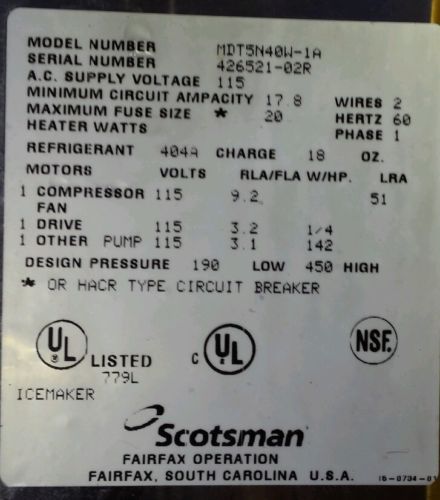 MODEL NUMBER MDT5N40W-1A
SERIAL NUMBER 426521-02R
A.C. SUPPLY VOLTAGE 115
MINIMUM CIRCUIT AMPACITY 17.8 WIRES 2
MAXIMUM FUSE SIZE * 20 HERTZ 60
HEATER WATTS PHASE 1
REFRIGERANT 404A CHARGE 18 OZ.
MOTORS VOLTS RLA/FLA W/HP. LRA
1 COMPRESSOR 115 9.2 51
FAN
1 DRIVE 115 3.2 1/4
1 OTHER PUMP 115 3.1 142
DESIGN PRESSURE 190 LOW 450 HIGH
* OR HACR TYPE CIRCUIT BREAKER
UL LISTED C UL NSF.
779L
ICEMAKER
Scotsman
FAIRFAX OPERATION
FAIRFAX, SOUTH CAROLINA U.S.A.